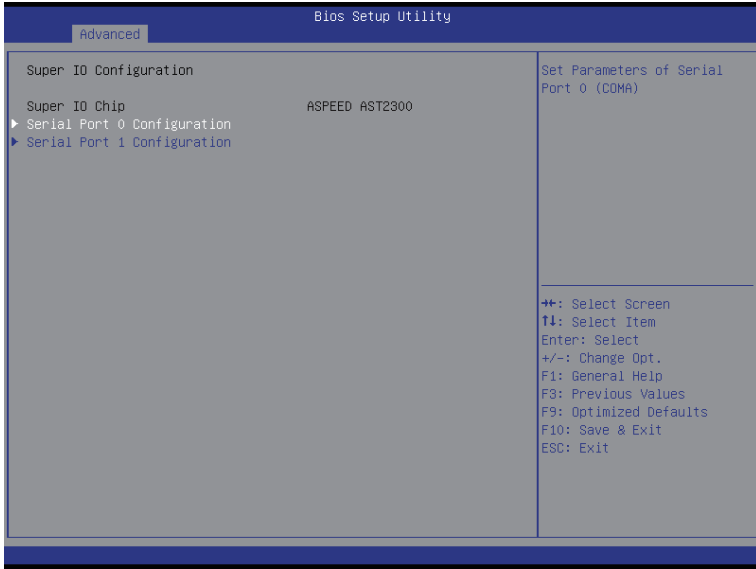 Bios Setup Utility
Advanced
Super IO Configuration
Super IO Chip ASPEED AST2300
▶ Serial Port 0 Configuration
▶ Serial Port 1 Configuration
Set Parameters of Serial
Port 0 (COMA)
→←: Select Screen
↑↓: Select Item
Enter: Select
+/-: Change Opt.
F1: General Help
F3: Previous Values
F9: Optimized Defaults
F10: Save & Exit
ESC: Exit